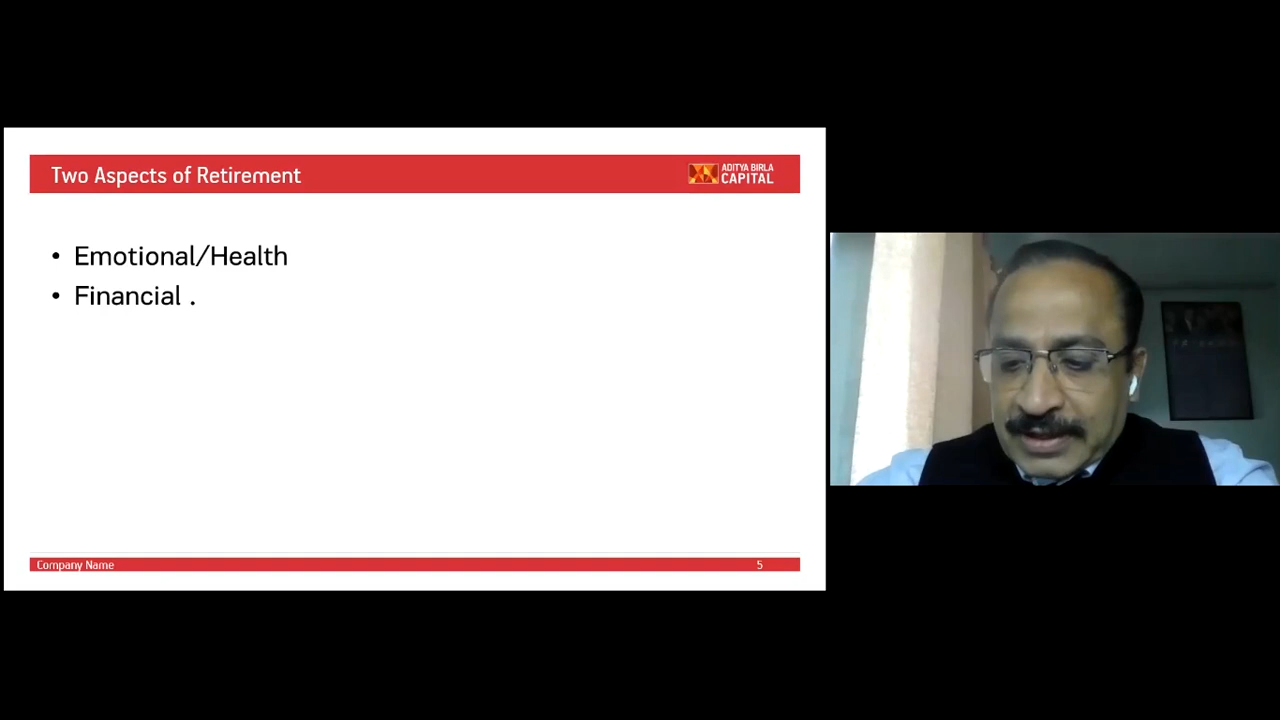 Two Aspects of Retirement
ADITYA BIRLA
CAPITAL
• Emotional/Health
• Financial .
Company Name
5